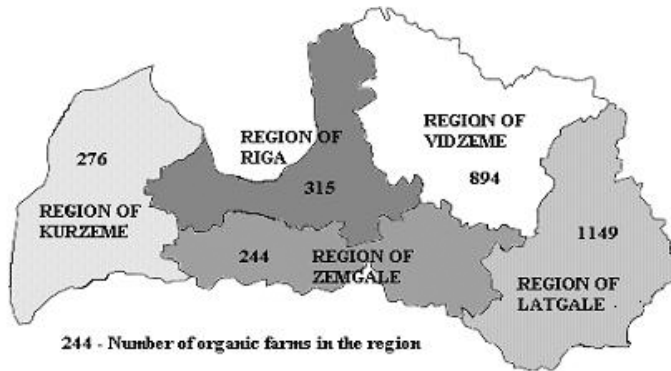 REGION OF
RIGA
REGION OF
VIDZEME
276
894
315
REGION OF
KURZEME
1149
244
REGION OF
ZEMGALE
REGION OF
LATGALE
244 - Number of organic farms in the region